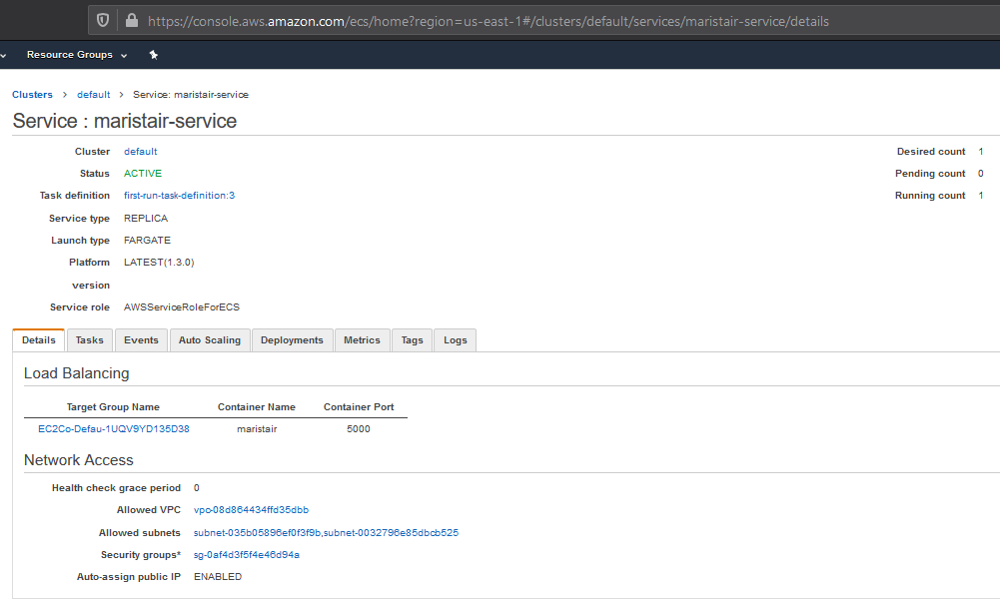 https://console.aws.amazon.com/ecs/home?region=us-east-1#/clusters/default/services/maristair-service/details
Resource Groups
Clusters > default > Service: maristair-service
Service : maristair-service
Cluster default
Desired count 1
Status ACTIVE
Pending count 0
Task definition first-run-task-definition:3
Running count 1
Service type REPLICA
Launch type FARGATE
Platform LATEST(1.3.0)
version
Service role AWSServiceRoleForECS
Details Tasks Events Auto Scaling Deployments Metrics Tags Logs
Load Balancing
Target Group Name Container Name Container Port
EC2Co-Defau-1UQV9YD135D38 maristair 5000
Network Access
Health check grace period 0
Allowed VPC vpc-08d864434ffd35dbb
Allowed subnets subnet-035b05896ef0f3f9b,subnet-0032796e85dbcb525
Security groups* sg-0af4d3f5f4e46d94a
Auto-assign public IP ENABLED